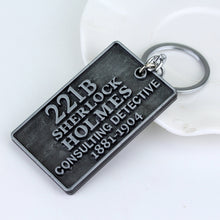 221B
SHERLOCK
HOLMES
CONSULTING DETECTIVE
1881-1904